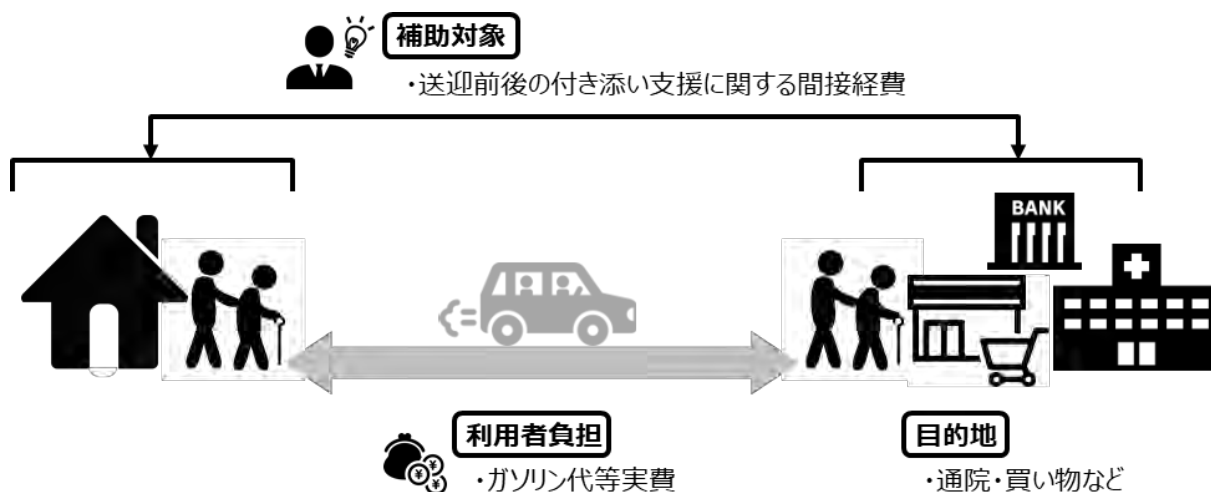 補助対象
・送迎前後の付き添い支援に関する間接経費
BANK
利用者負担
・ガソリン代等実費
目的地
・通院・買い物など